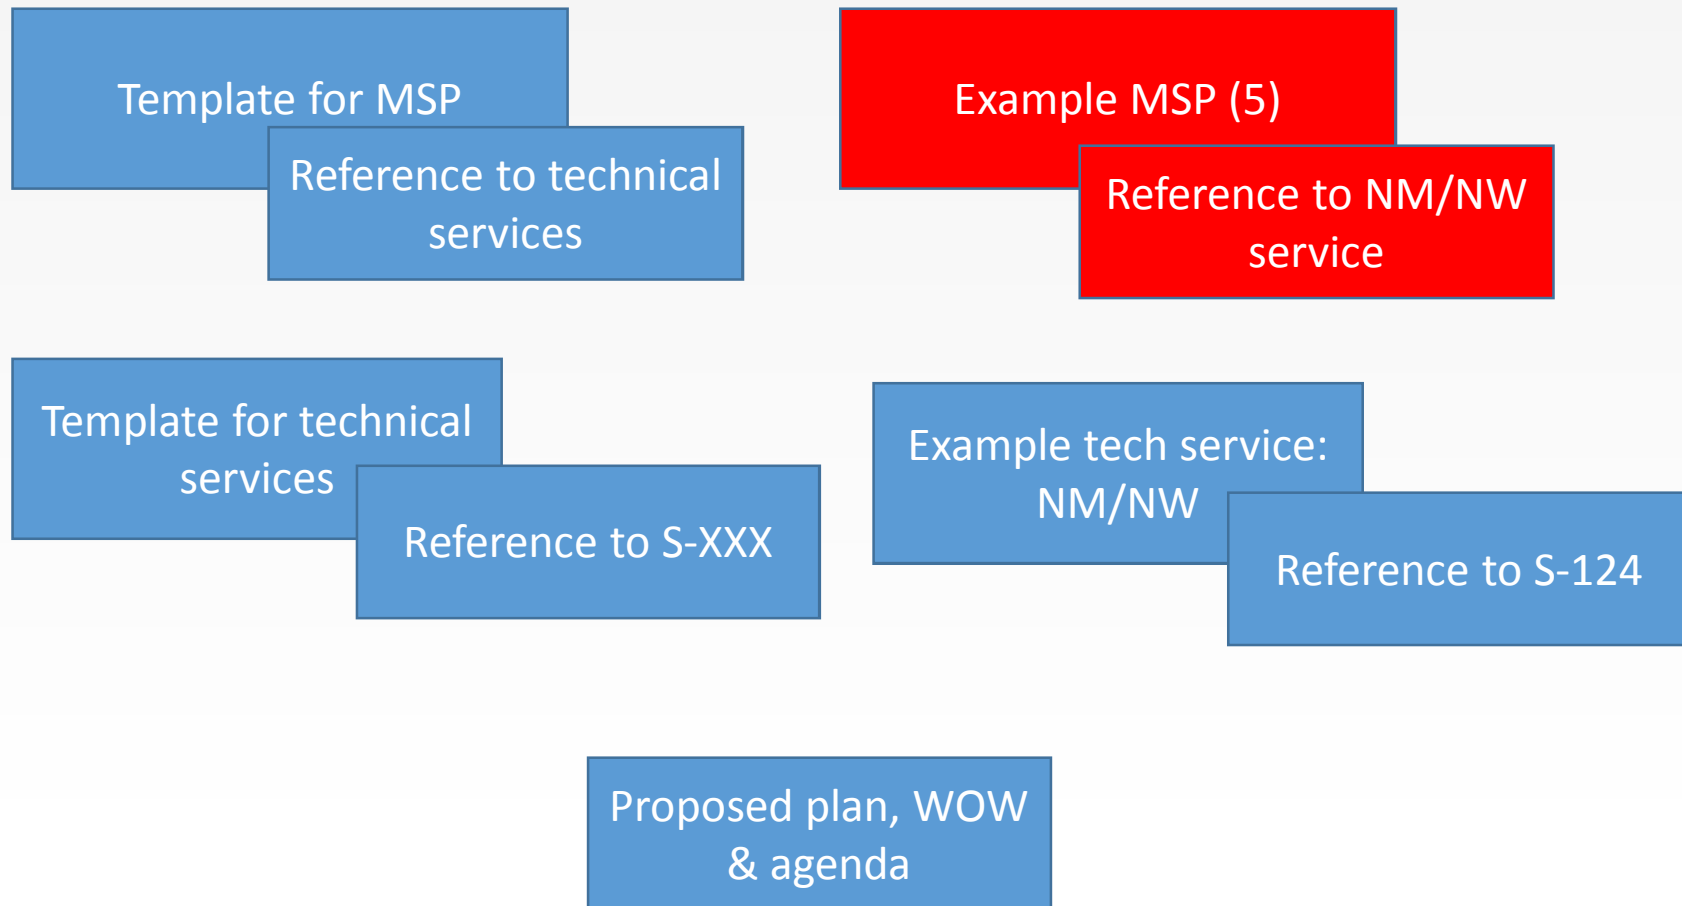 Template for MSP
Reference to technical
services
Example MSP (5)
Reference to NM/NW
service
Template for technical
services
Reference to S-XXX
Example tech service:
NM/NW
Reference to S-124
Proposed plan, WOW
& agenda